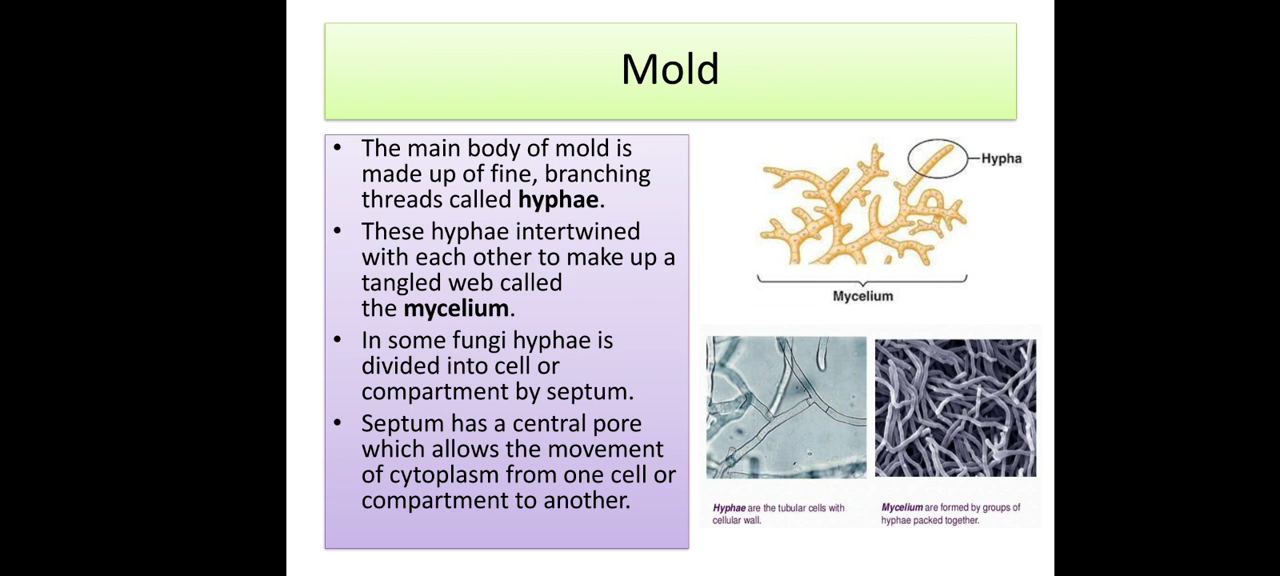 Mold
• The main body of mold is
made up of fine, branching
threads called hyphae.
• These hyphae intertwined
with each other to make up a
tangled web called
the mycelium.
• In some fungi hyphae is
divided into cell or
compartment by septum.
• Septum has a central pore
which allows the movement
of cytoplasm from one cell or
compartment to another.
Hypha
Mycelium
Hyphae are the tubular cells with
cellular wall.
Mycelium are formed by groups of
hyphae packed together.